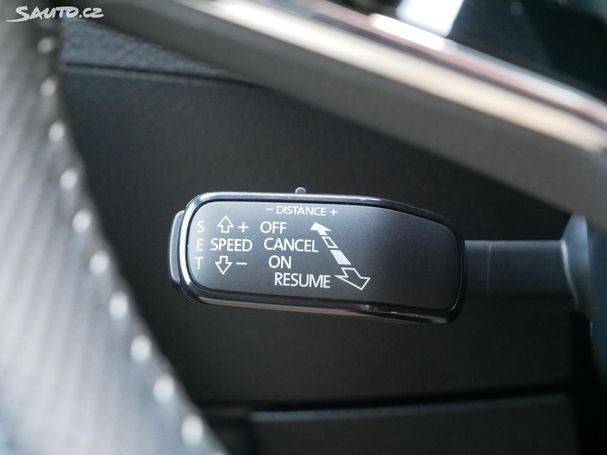 SAUTO.CZ
− DISTANCE +
S + OFF
E SPEED CANCEL
T − ON
RESUME